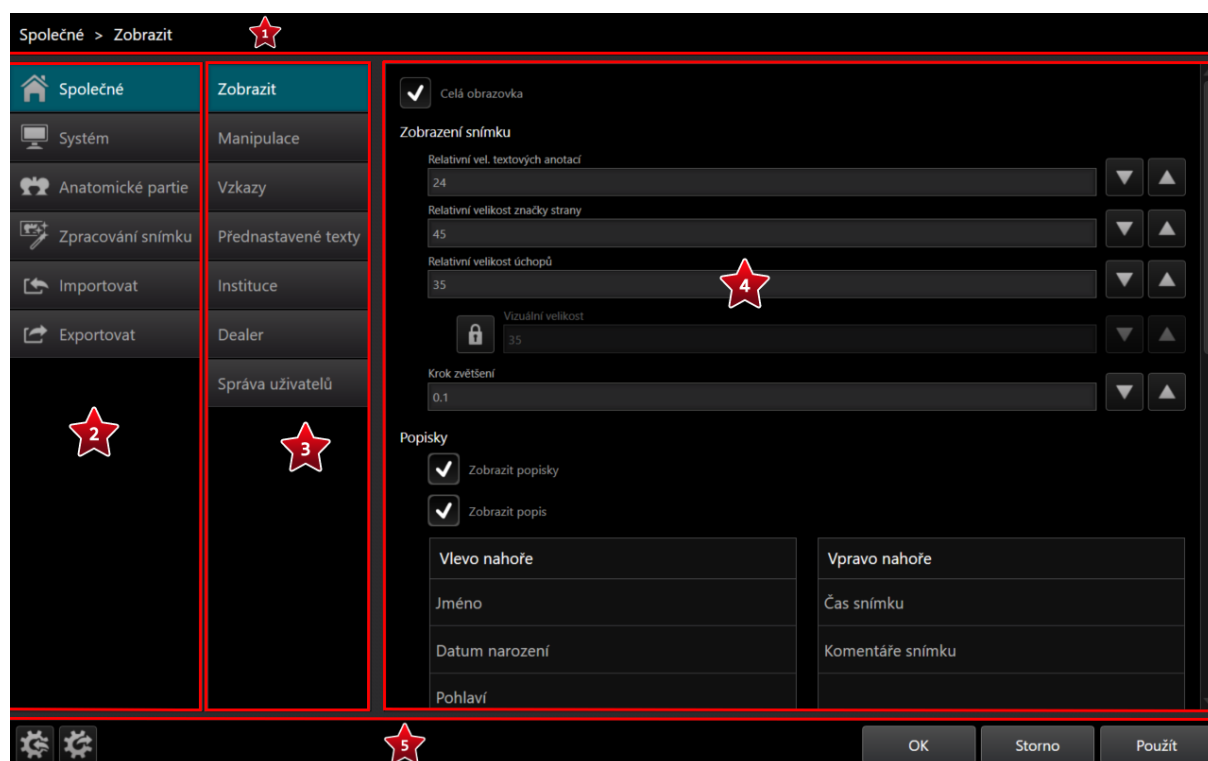 Společné > Zobrazit
1
Společné
Systém
Anatomické partie
Zpracování snímku
Importovat
Exportovat
2
Zobrazit
Manipulace
Vzkazy
Přednastavené texty
Instituce
Dealer
Správa uživatelů
3
Celá obrazovka
Zobrazení snímku
Relativní vel. textových anotací
24
Relativní velikost značky strany
45
Relativní velikost úchopů
35
4
Vizuální velikost
35
Krok zvětšení
0.1
Popisky
Zobrazit popisky
Zobrazit popis
Vlevo nahoře
Jméno
Datum narození
Pohlaví
Vpravo nahoře
Čas snímku
Komentáře snímku
5
OK
Storno
Použít